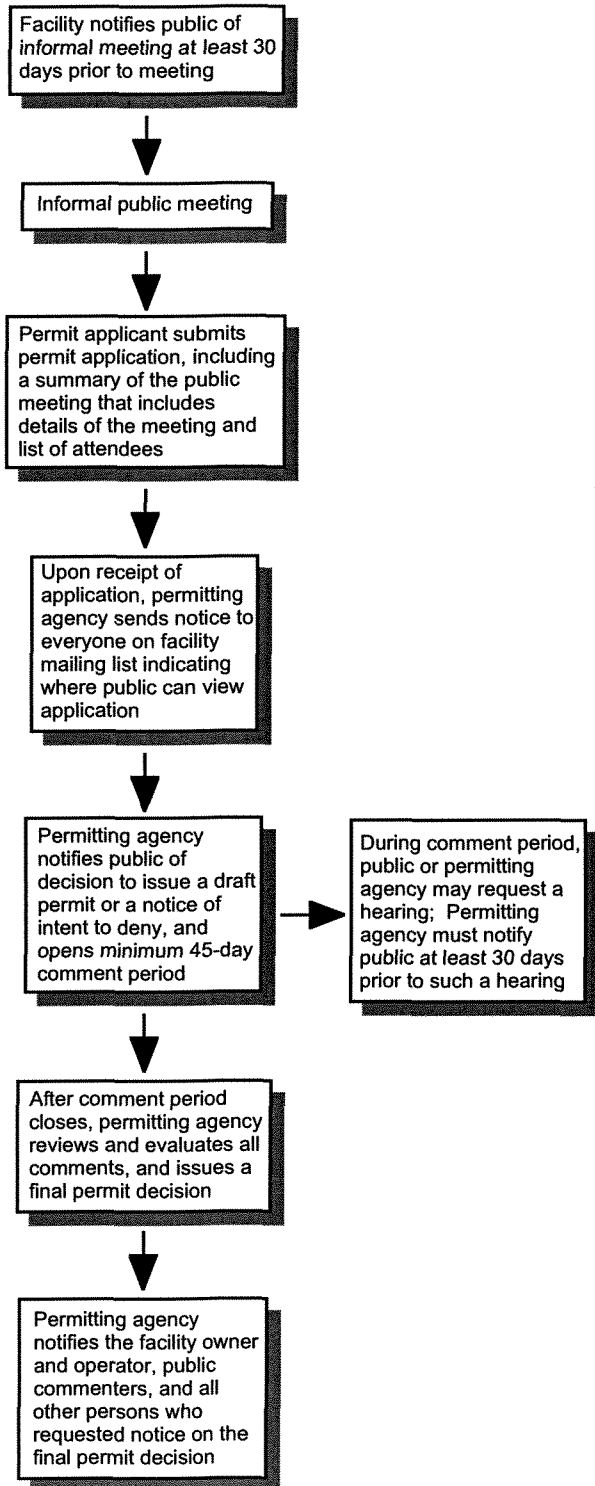 Facility notifies public of
informal meeting at least 30
days prior to meeting
Informal public meeting
Permit applicant submits
permit application, including
a summary of the public
meeting that includes
details of the meeting and
list of attendees
Upon receipt of
application, permitting
agency sends notice to
everyone on facility
mailing list indicating
where public can view
application
Permitting agency
notifies public of
decision to issue a draft
permit or a notice of
intent to deny, and
opens minimum 45-day
comment period
During comment period,
public or permitting
agency may request a
hearing; Permitting
agency must notify
public at least 30 days
prior to such a hearing
After comment period
closes, permitting agency
reviews and evaluates all
comments, and issues a
final permit decision
Permitting agency
notifies the facility owner
and operator, public
commenters, and all
other persons who
requested notice on the
final permit decision